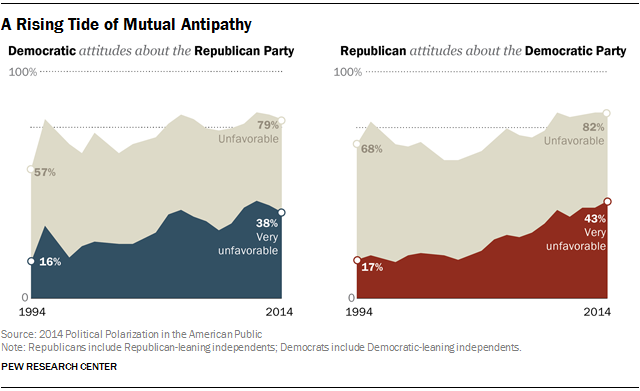 A Rising Tide of Mutual Antipathy
Democratic attitudes about the Republican Party
100%
79%
Unfavorable
57%
38%
Very
unfavorable
16%
0
1994
2014
Republican attitudes about the Democratic Party
100%
82%
Unfavorable
68%
43%
Very
unfavorable
17%
0
1994
2014
Source: 2014 Political Polarization in the American Public
Note: Republicans include Republican-leaning independents; Democrats include Democratic-leaning independents.
PEW RESEARCH CENTER